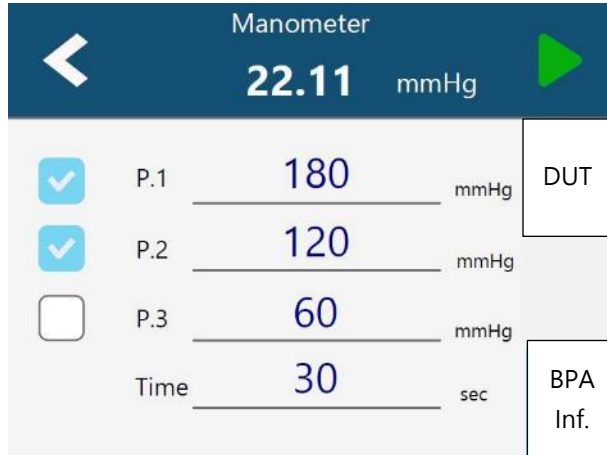 Manometer
22.11 mmHg
P.1 180 mmHg
DUT
P.2 120 mmHg
P.3 60 mmHg
Time 30 sec
BPA
Inf.